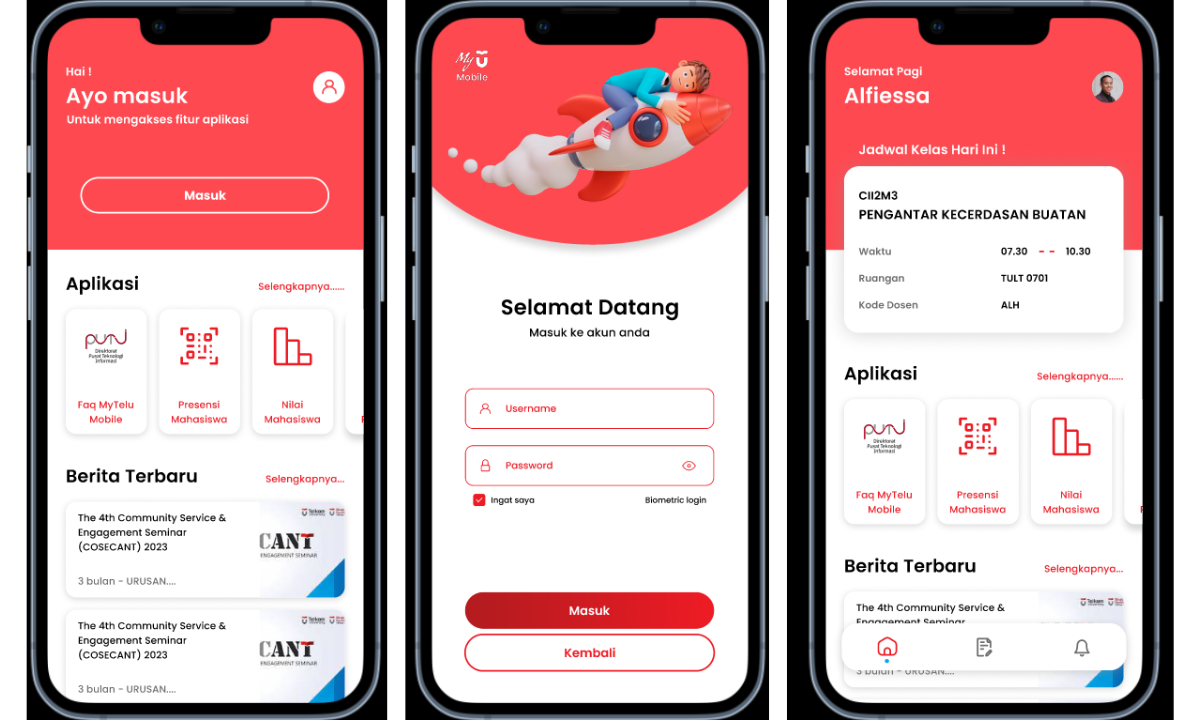 Hai !
Ayo masuk
Untuk mengakses fitur aplikasi
Masuk
Aplikasi
Selengkapnya......
Direktorat
Pusat Teknologi
Informasi
Faq MyTelu
Mobile
Presensi
Mahasiswa
Nilai
Mahasiswa
Berita Terbaru
Selengkapnya...
The 4th Community Service &
Engagement Seminar
(COSECANT) 2023
3 bulan - URUSAN....
Telkom
CANT
ENGAGEMENT SEMINAR
The 4th Community Service &
Engagement Seminar
(COSECANT) 2023
3 bulan - URUSAN....
Telkom
CANT
ENGAGEMENT SEMINAR
My U
Mobile
Selamat Datang
Masuk ke akun anda
Username
Password
Ingat saya
Biometric login
Masuk
Kembali
Selamat Pagi
Alfiessa
Jadwal Kelas Hari Ini !
CII2M3
PENGANTAR KECERDASAN BUATAN
Waktu 07.30 - - 10.30
Ruangan TULT 0701
Kode Dosen ALH
Aplikasi
Selengkapnya......
Direktorat
Pusat Teknologi
Informasi
Faq MyTelu
Mobile
Presensi
Mahasiswa
Nilai
Mahasiswa
Berita Terbaru
Selengkapnya...
The 4th Community Service &
Engagement Seminar
Telkom
3 bulan - URUSAN....